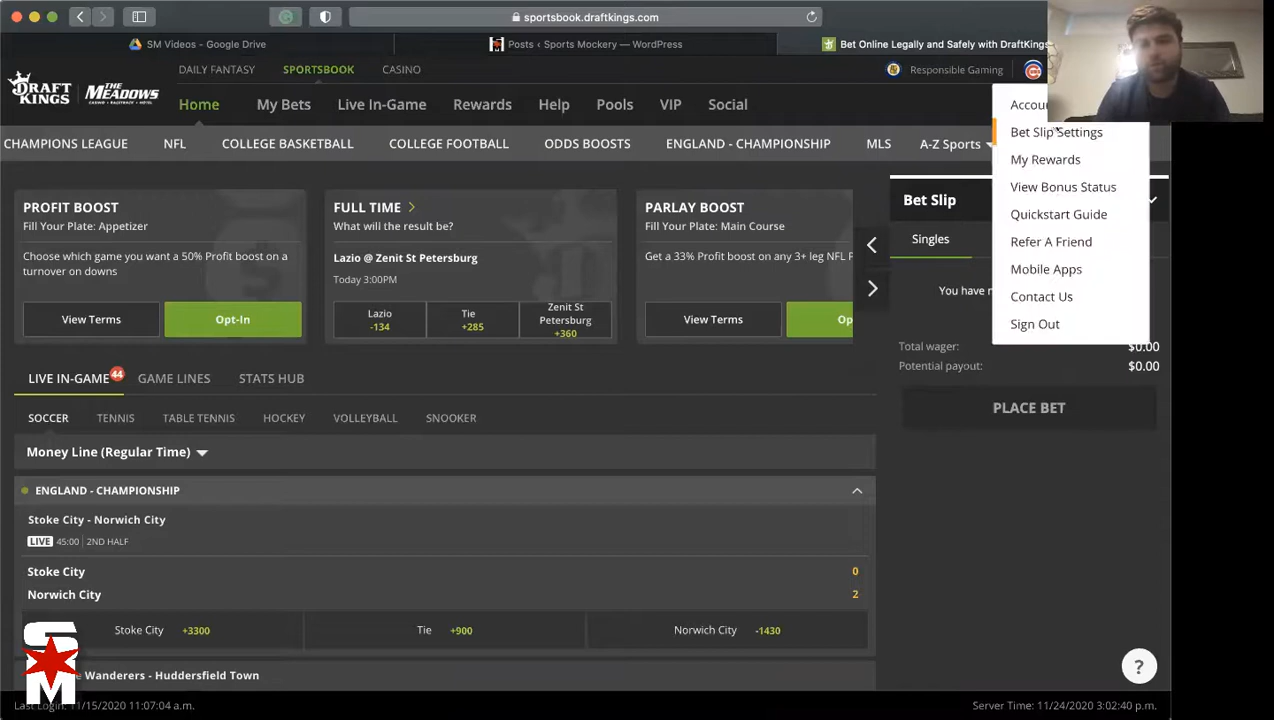 sportsbook.draftkings.com
SM Videos - Google Drive
Posts ‹ Sports Mockery — WordPress
Bet Online Legally and Safely with DraftKings
DRAFT KINGS
THE MEADOWS
DAILY FANTASY
SPORTSBOOK
CASINO
Responsible Gaming
Home
My Bets
Live In-Game
Rewards
Help
Pools
VIP
Social
CHAMPIONS LEAGUE
NFL
COLLEGE BASKETBALL
COLLEGE FOOTBALL
ODDS BOOSTS
ENGLAND - CHAMPIONSHIP
MLS
A-Z Sports
Accou
Bet Slip Settings
My Rewards
View Bonus Status
Quickstart Guide
Refer A Friend
Mobile Apps
Contact Us
Sign Out
PROFIT BOOST
Fill Your Plate: Appetizer
Choose which game you want a 50% Profit boost on a
turnover on downs
View Terms
Opt-In
FULL TIME >
What will the result be?
Lazio @ Zenit St Petersburg
Today 3:00PM
Lazio
-134
Tie
+285
Zenit St
Petersburg
+360
PARLAY BOOST
Fill Your Plate: Main Course
Get a 33% Profit boost on any 3+ leg NFL P
View Terms
Op
Bet Slip
Singles
You have n
Total wager: $0.00
Potential payout: $0.00
PLACE BET
LIVE IN-GAME 44
GAME LINES
STATS HUB
SOCCER
TENNIS
TABLE TENNIS
HOCKEY
VOLLEYBALL
SNOOKER
Money Line (Regular Time)
ENGLAND - CHAMPIONSHIP
Stoke City - Norwich City
LIVE 45:00 | 2ND HALF
Stoke City 0
Norwich City 2
Stoke City +3300
Tie +900
Norwich City -1430
Wanderers - Huddersfield Town
SM
?
Last Login: 11/15/2020 11:07:04 a.m.
Server Time: 11/24/2020 3:02:40 p.m.